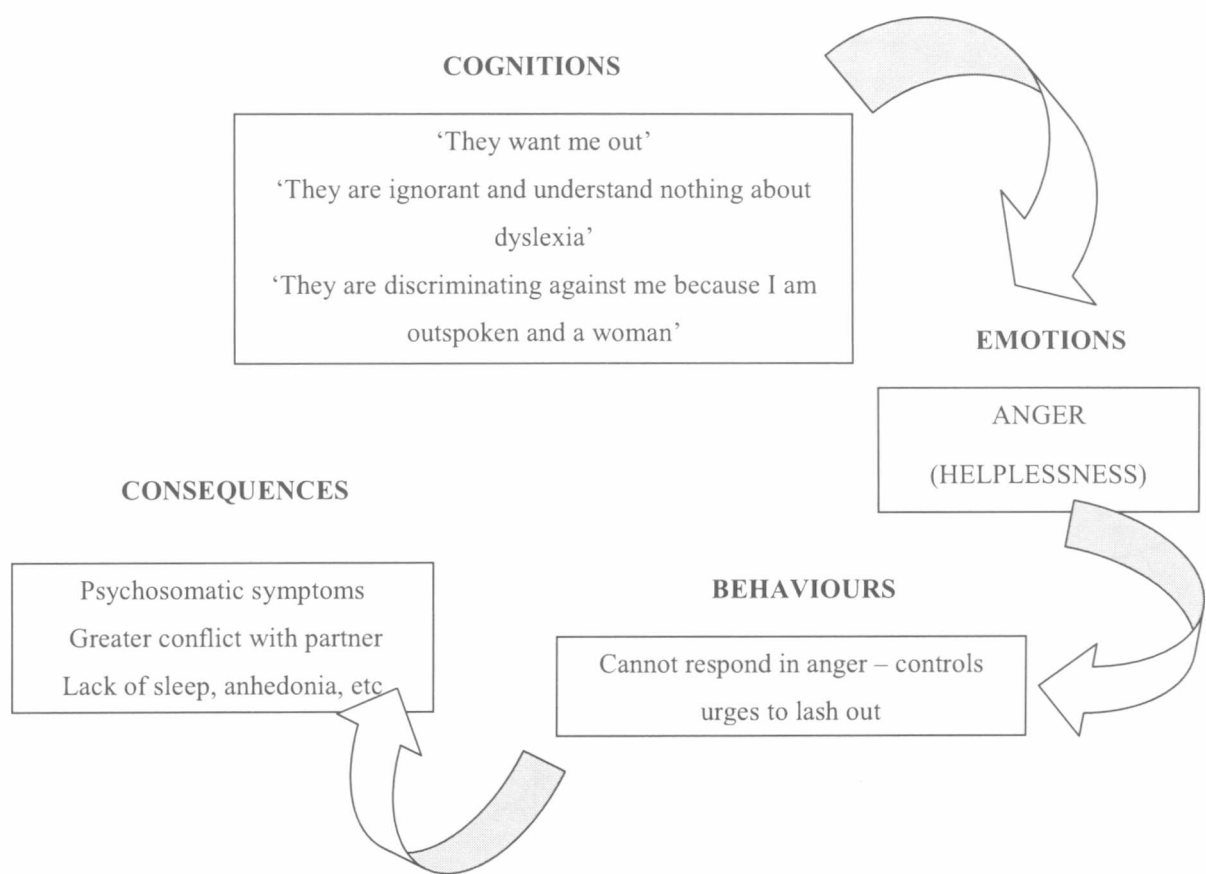 COGNITIONS
‘They want me out’
‘They are ignorant and understand nothing about
dyslexia’
‘They are discriminating against me because I am
outspoken and a woman’
EMOTIONS
ANGER
(HELPLESSNESS)
BEHAVIOURS
Cannot respond in anger – controls
urges to lash out
CONSEQUENCES
Psychosomatic symptoms
Greater conflict with partner
Lack of sleep, anhedonia, etc